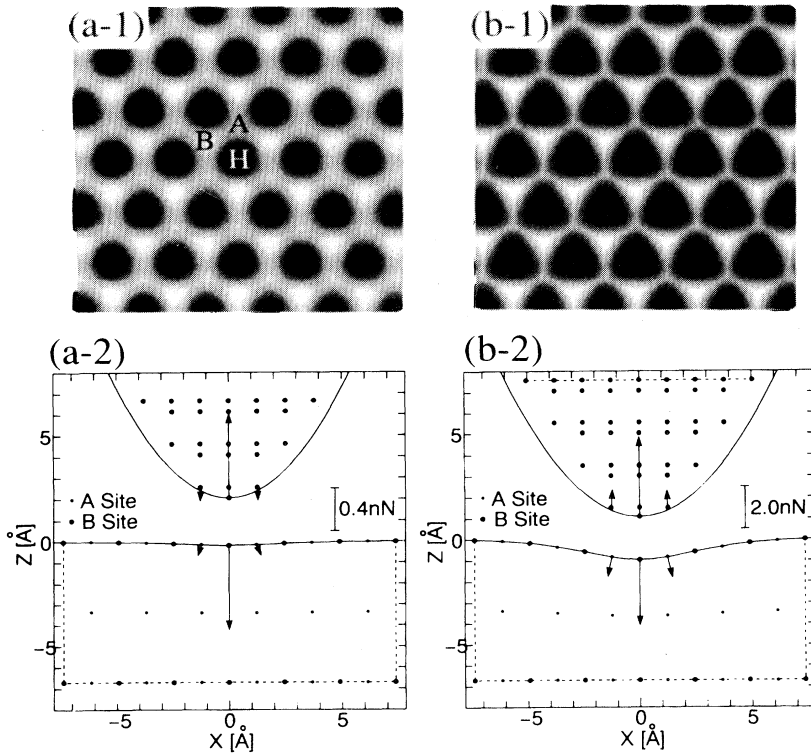 (a-1)
(b-1)
A
B
H
(a-2)
(b-2)
5
0
−5
Z [Å]
• A Site
• B Site
0.4nN
−5
0
5
X [Å]
5
0
−5
Z [Å]
• A Site
• B Site
2.0nN
−5
0
5
X [Å]